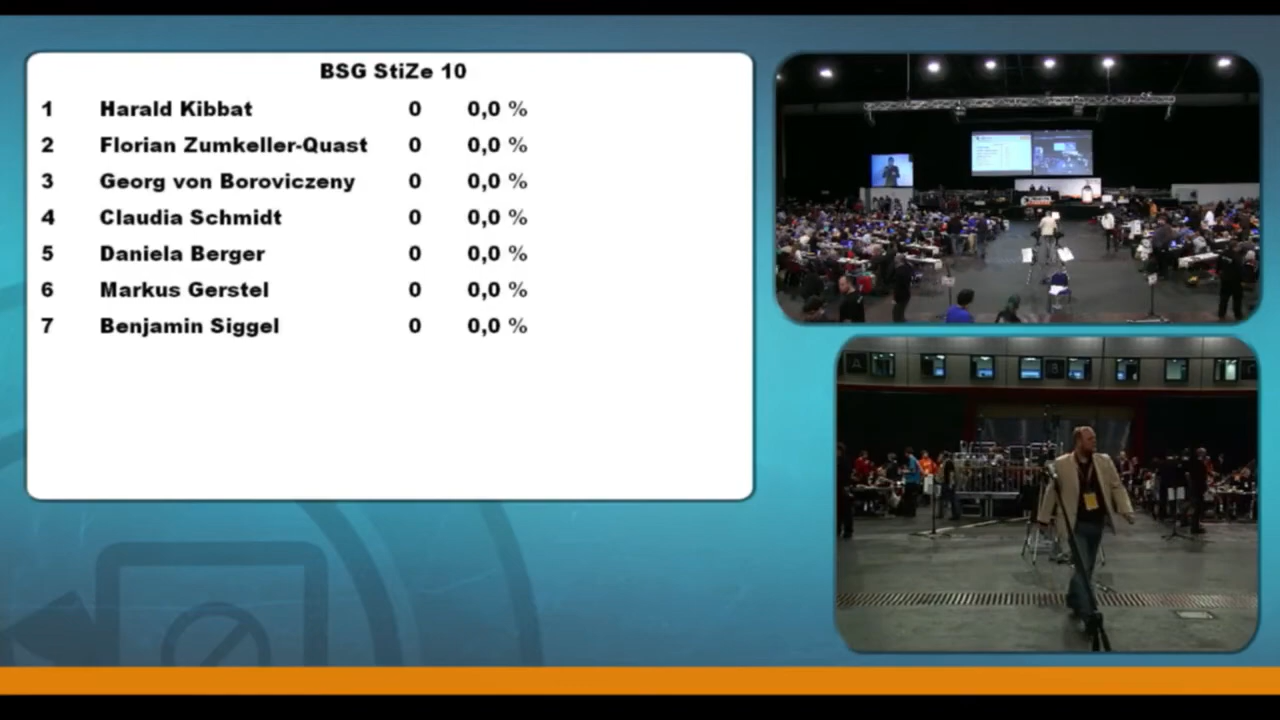 BSG StiZe 10
1 Harald Kibbat 0 0,0 %
2 Florian Zumkeller-Quast 0 0,0 %
3 Georg von Boroviczeny 0 0,0 %
4 Claudia Schmidt 0 0,0 %
5 Daniela Berger 0 0,0 %
6 Markus Gerstel 0 0,0 %
7 Benjamin Siggel 0 0,0 %